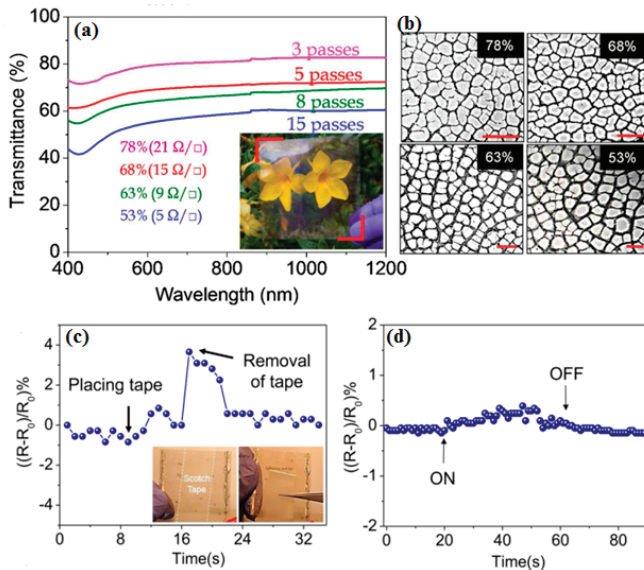 (a)
Transmittance (%)
100
80
60
40
20
0
3 passes
5 passes
8 passes
15 passes
78% (21 Ω/□)
68% (15 Ω/□)
63% (9 Ω/□)
53% (5 Ω/□)
400
600
800
1000
1200
Wavelength (nm)
(b)
78%
68%
63%
53%
(c)
((R-R₀)/R₀)%
4
2
0
-2
-4
Placing tape
Removal
of tape
Scotch
Tape
0
8
16
24
32
Time(s)
(d)
((R-R₀)/R₀)%
2
1
0
-1
-2
ON
OFF
0
20
40
60
80
Time(s)